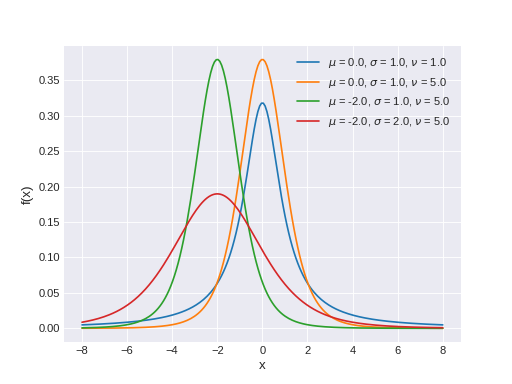 μ = 0.0, σ = 1.0, ν = 1.0
μ = 0.0, σ = 1.0, ν = 5.0
μ = -2.0, σ = 1.0, ν = 5.0
μ = -2.0, σ = 2.0, ν = 5.0
f(x)
0.35
0.30
0.25
0.20
0.15
0.10
0.05
0.00
−8 −6 −4 −2 0 2 4 6 8
x